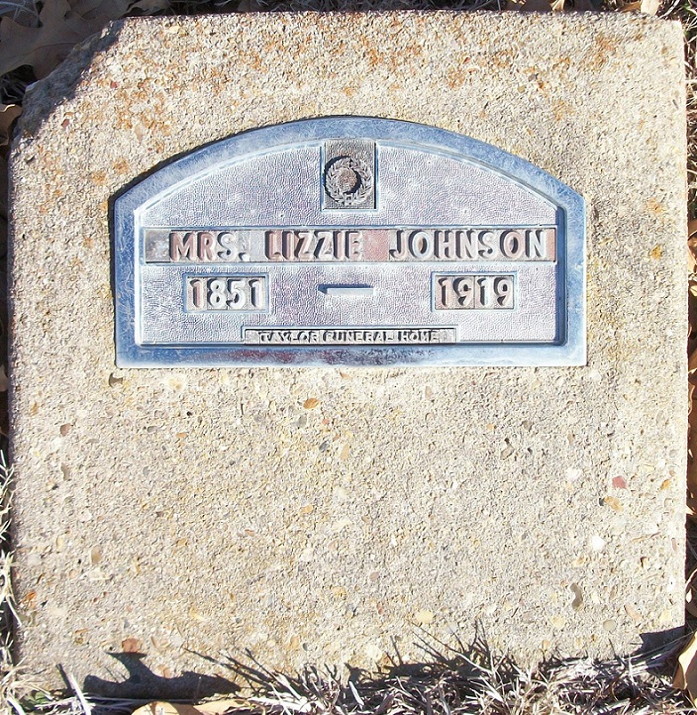 MRS. LIZZIE JOHNSON
1851 — 1919
TAYLOR FUNERAL HOME